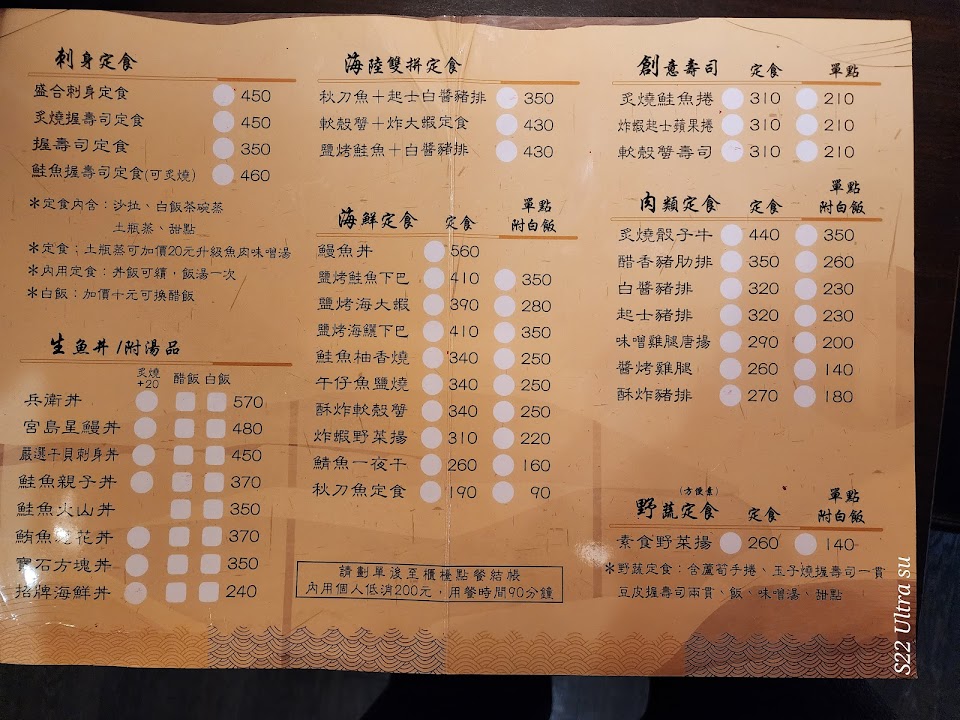 刺身定食
盛合刺身定食 450
炙燒握壽司定食 450
握壽司定食 350
鮭魚握壽司定食(可炙燒) 460
＊定食內含：沙拉、白飯茶碗蒸
土瓶蒸、甜點
＊定食：土瓶蒸可加價20元升級魚肉味噌湯
＊內用定食：丼飯可續，飯湯一次
＊白飯：加價十元可換醋飯
生魚丼/附湯品
炙燒+20 醋飯 白飯
兵衛丼 570
宮島星鰻丼 480
嚴選干貝刺身丼 450
鮭魚親子丼 370
鮭魚火山丼 350
鮪魚花丼 370
寶石方塊丼 350
招牌海鮮丼 240
海陸雙拼定食
秋刀魚＋起士白醬豬排 350
軟殼蟹＋炸大蝦定食 430
鹽烤鮭魚＋白醬豬排 430
海鮮定食 定食 單點附白飯
鰻魚丼 560
鹽烤鮭魚下巴 410 350
鹽烤海大蝦 390 280
鹽烤海鱺下巴 410 350
鮭魚柚香燒 340 250
午仔魚鹽燒 340 250
酥炸軟殼蟹 340 250
炸蝦野菜揚 310 220
鯖魚一夜干 260 160
秋刀魚定食 190 90
請劃單後至櫃檯點餐結帳
內用個人低消200元，用餐時間90分鐘
創意壽司 定食 單點
炙燒鮭魚捲 310 210
炸蝦起士蘋果捲 310 210
軟殼蟹壽司 310 210
肉類定食 定食 單點附白飯
炙燒骰子牛 440 350
醋香豬肋排 350 260
白醬豬排 320 230
起士豬排 320 230
味噌雞腿唐揚 290 200
醬烤雞腿 260 140
酥炸豬排 270 180
(方便素)
野蔬定食 定食 單點附白飯
素食野菜揚 260 140
＊野蔬定食：含蘆筍手捲、玉子燒握壽司一貫
豆皮握壽司兩貫、飯、味噌湯、甜點
S22 Ultra.su